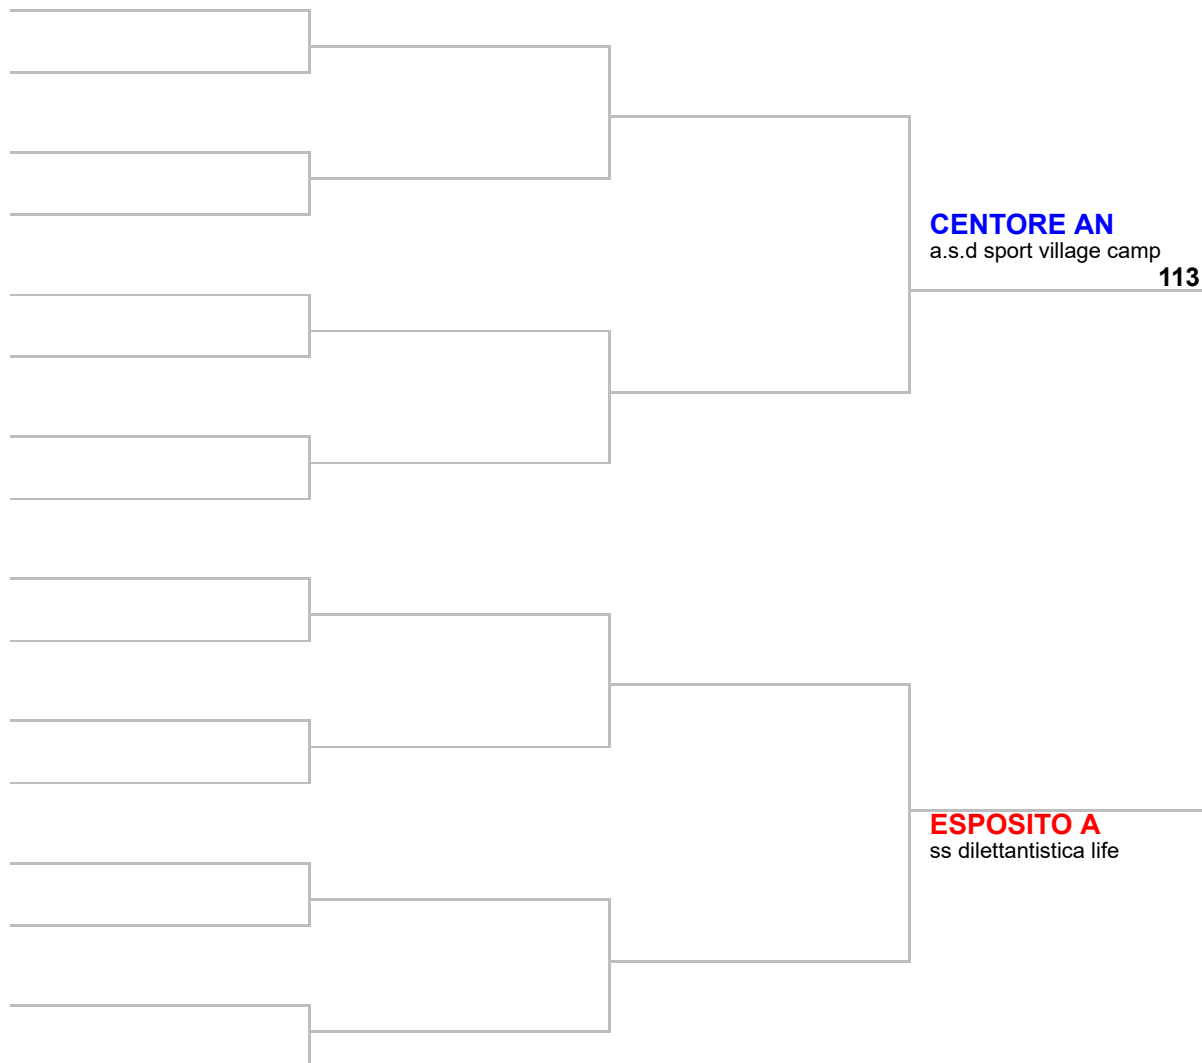 CENTORE AN
a.s.d sport village camp
113
ESPOSITO A
ss dilettantistica life